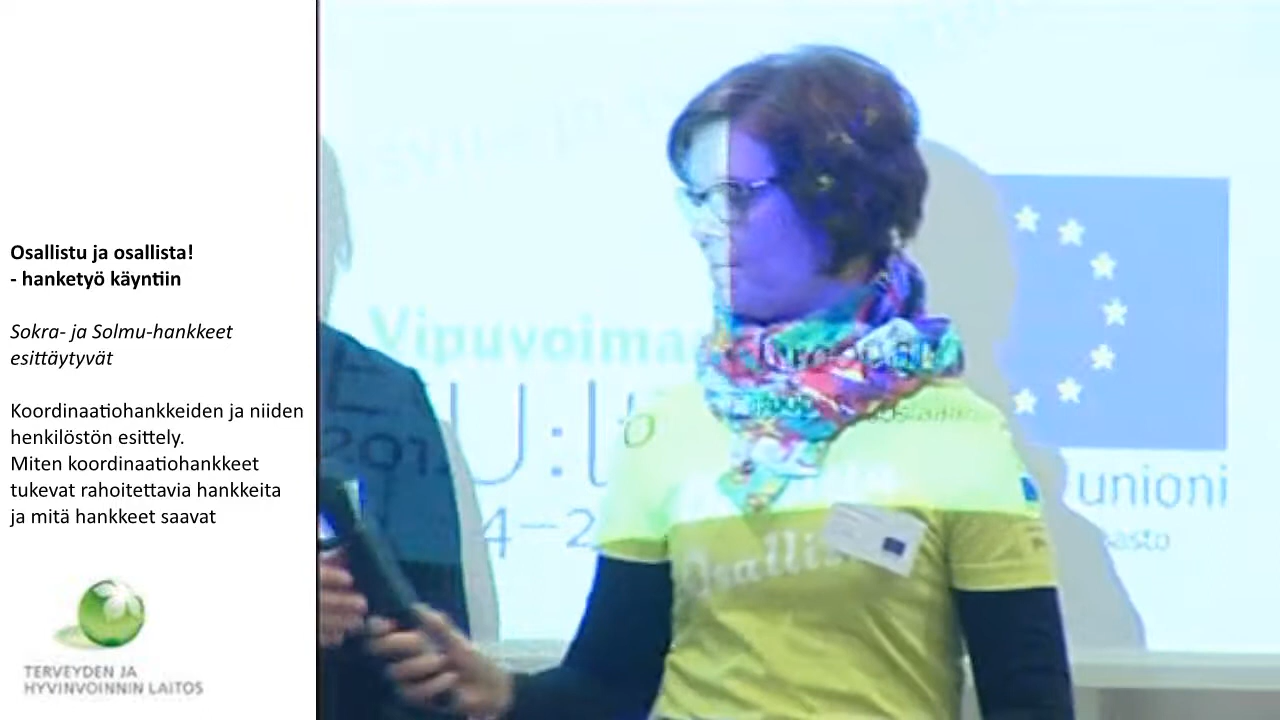 Osallistu ja osallista!
- hanketyö käyntiin
Sokra- ja Solmu-hankkeet
esittäytyvät
Koordinaatiohankkeiden ja niiden
henkilöstön esittely.
Miten koordinaatiohankkeet
tukevat rahoitettavia hankkeita
ja mitä hankkeet saavat
TERVEYDEN JA
HYVINVOINNIN LAITOS
Vipuvoima
unioni